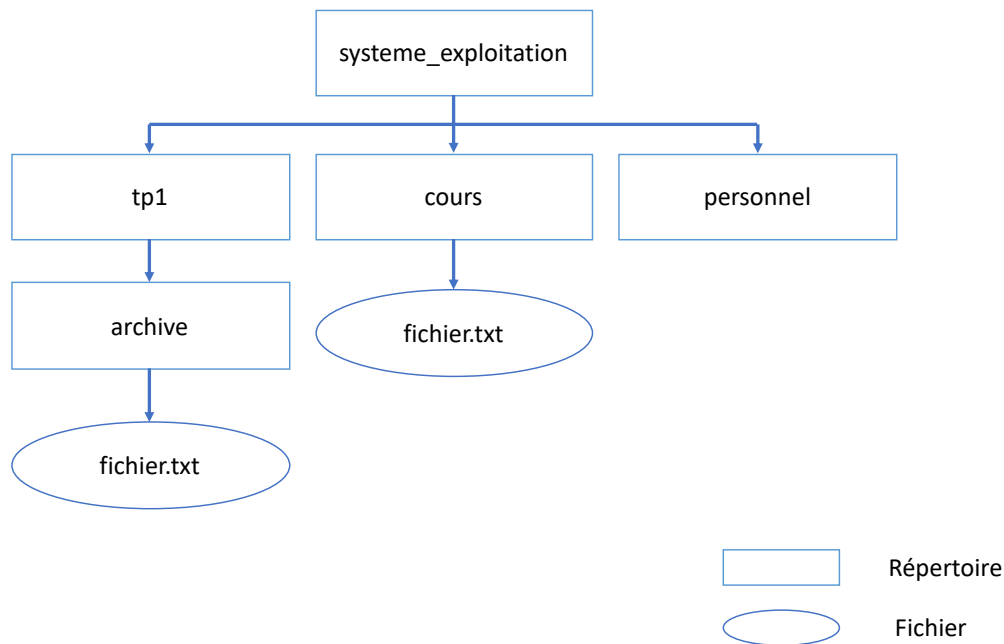 systeme_exploitation
tp1
cours
personnel
archive
fichier.txt
fichier.txt
Répertoire
Fichier